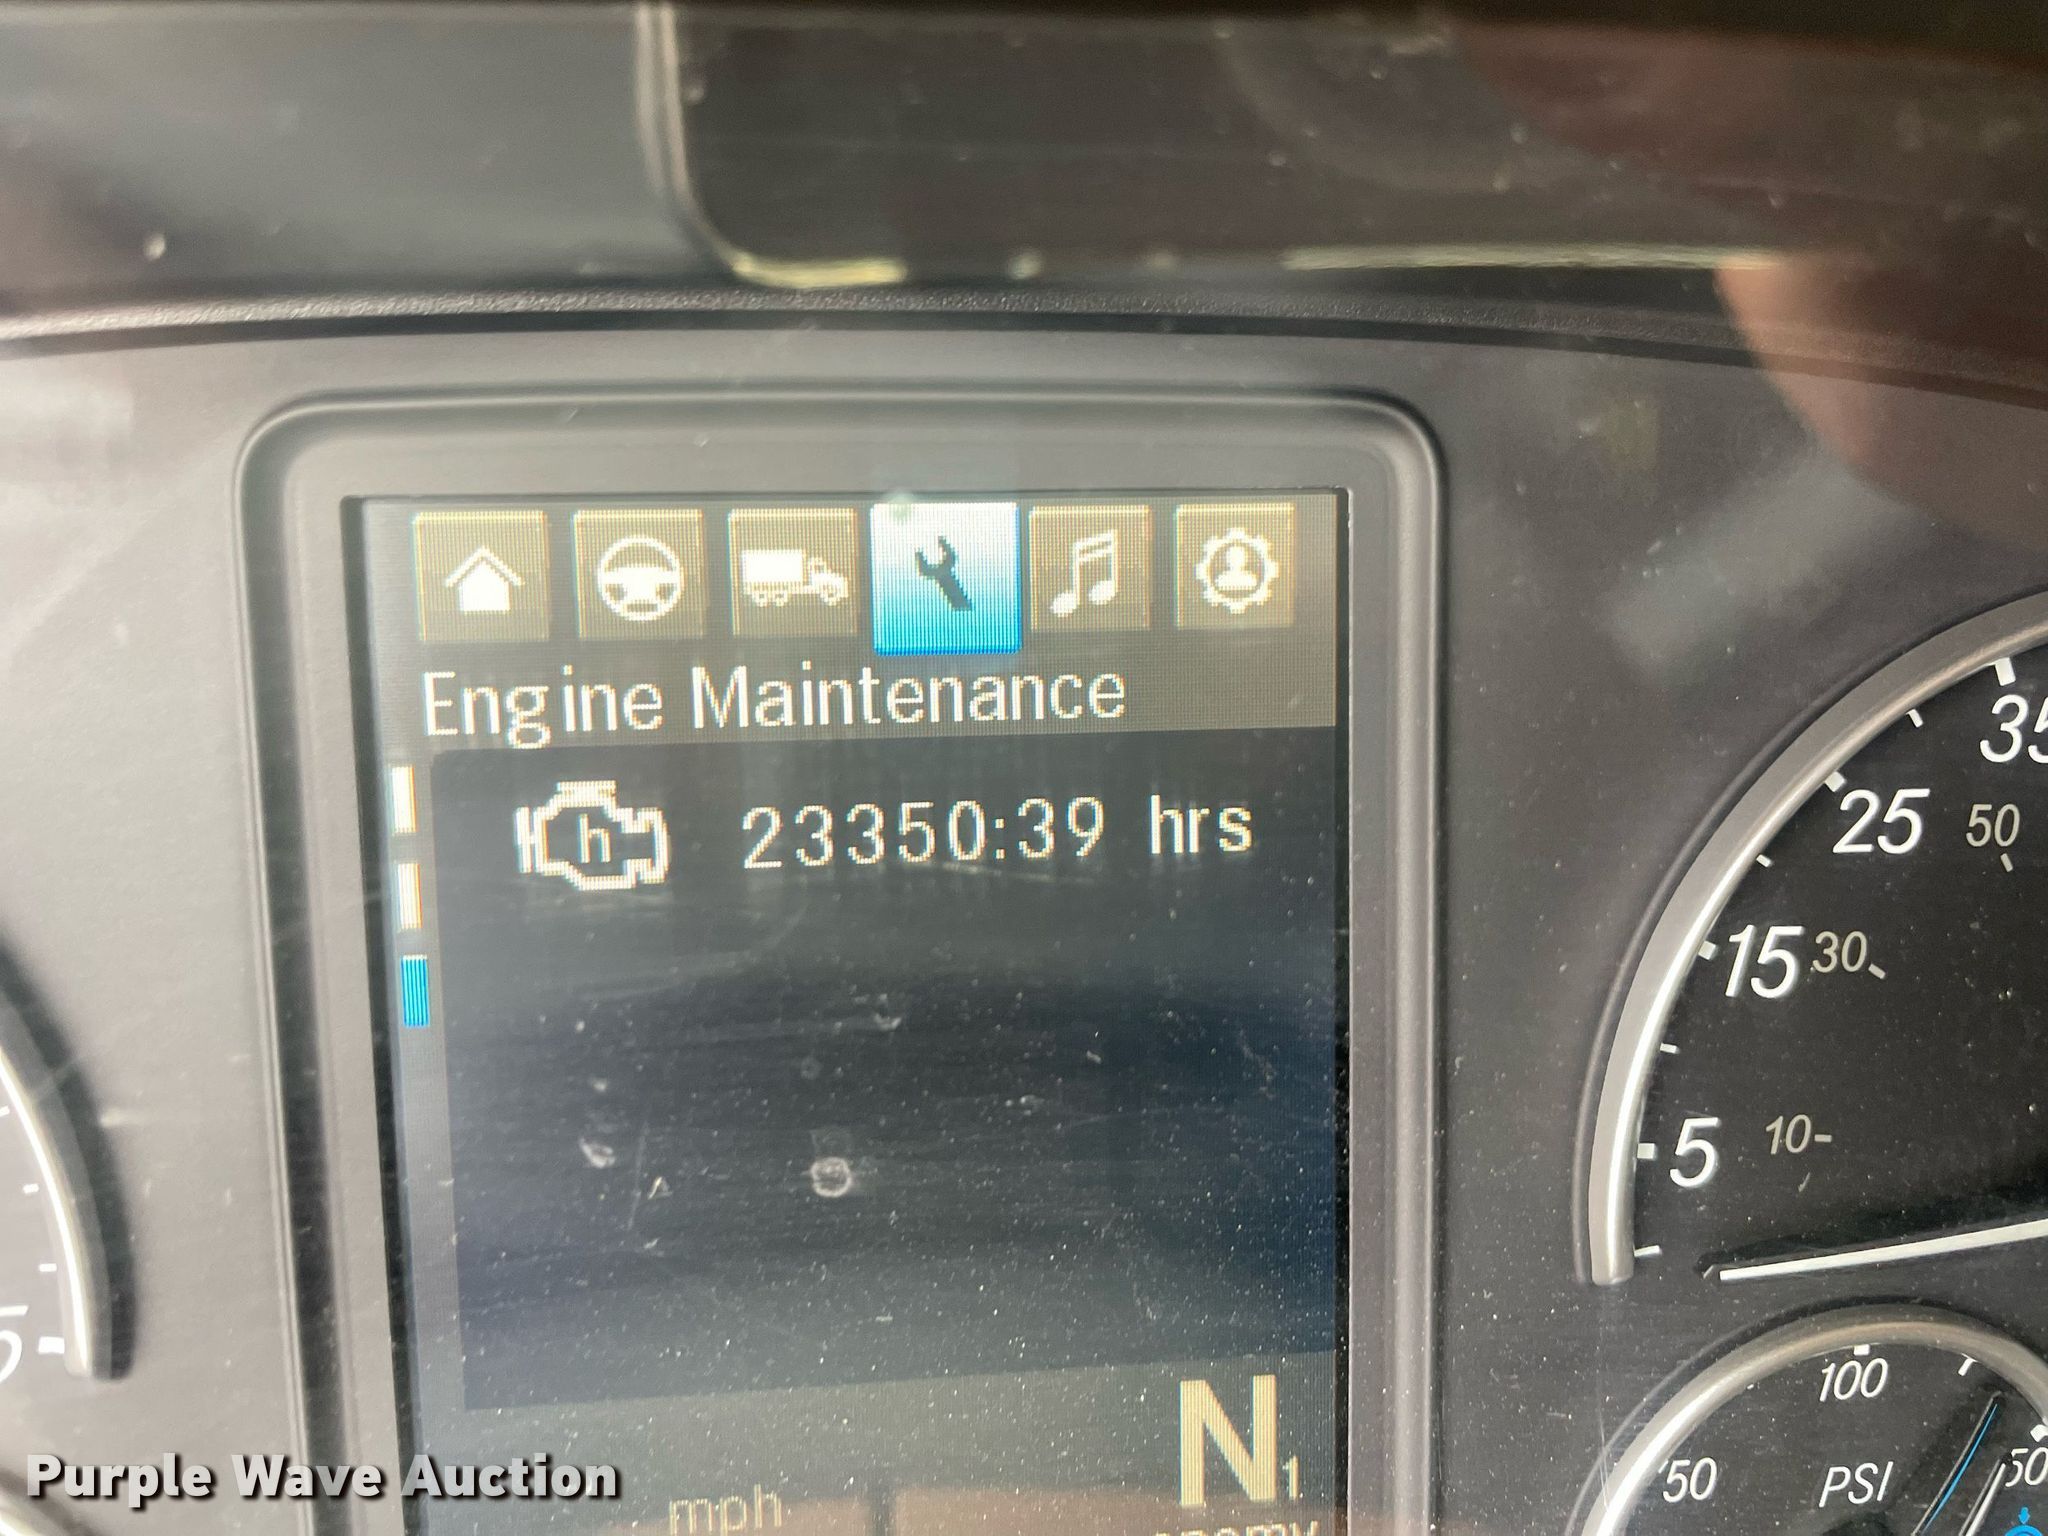 Engine Maintenance
h
23350:39 hrs
35
25 50
15 30
5 10
N1
mph
100
50
PSI
Purple Wave Auction